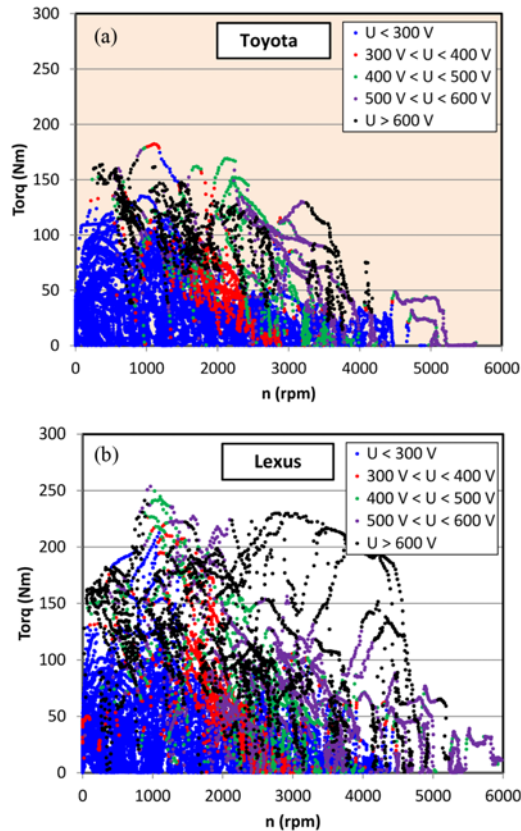 300
(a)
Toyota
U < 300 V
300 V < U < 400 V
400 V < U < 500 V
500 V < U < 600 V
U > 600 V
250
200
150
100
50
0
Torq (Nm)
0 1000 2000 3000 4000 5000 6000
n (rpm)
300
(b)
Lexus
U < 300 V
300 V < U < 400 V
400 V < U < 500 V
500 V < U < 600 V
U > 600 V
250
200
150
100
50
0
Torq (Nm)
0 1000 2000 3000 4000 5000 6000
n (rpm)